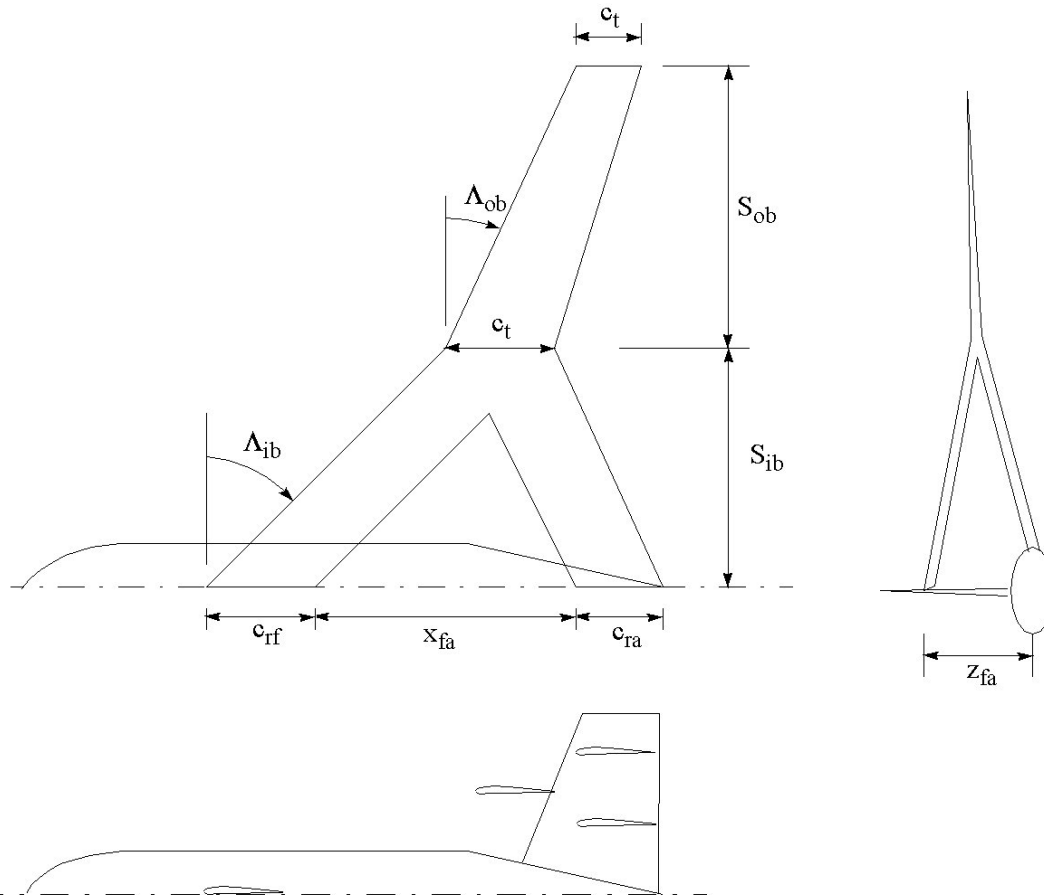 c_t
Λ_ob
S_ob
c_t
Λ_ib
S_ib
c_rf
x_fa
c_ra
z_fa